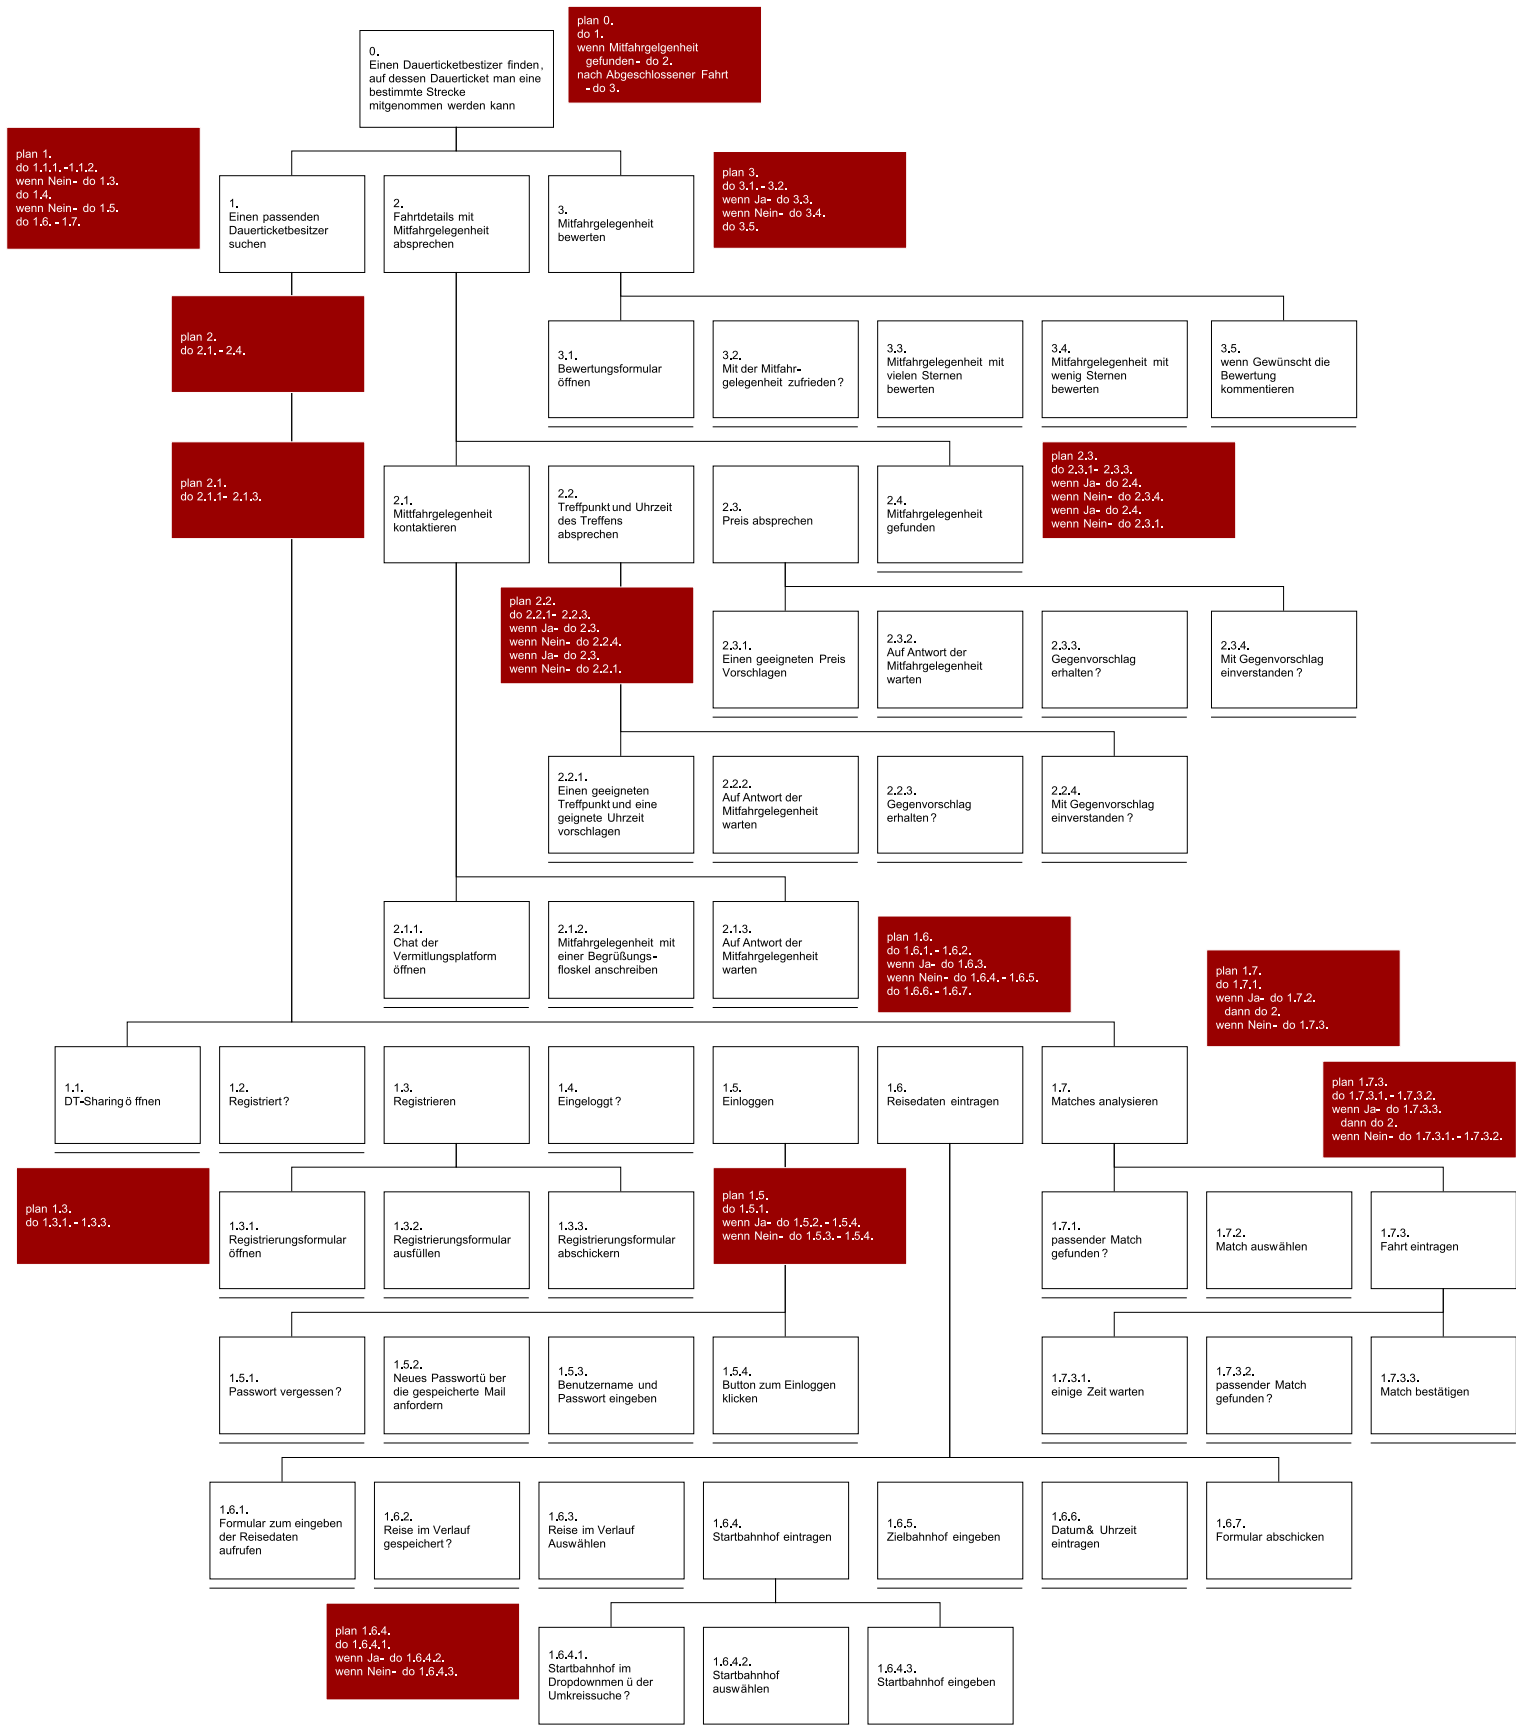 plan 0.
do 1.
wenn Mitfahrgelgenheit
gefunden- do 2.
nach Abgeschlossener Fahrt
- do 3.
0.
Einen Dauerticketbestizer finden,
auf dessen Dauerticket man eine
bestimmte Strecke
mitgenommen werden kann
plan 1.
do 1.1.1.-1.1.2.
wenn Nein- do 1.3.
do 1.4.
wenn Nein- do 1.5.
do 1.6. - 1.7.
1.
Einen passenden
Dauerticketbesitzer
suchen
2.
Fahrtdetails mit
Mitfahrgelegenheit
absprechen
3.
Mitfahrgelegenheit
bewerten
plan 3.
do 3.1. - 3.2.
wenn Ja- do 3.3.
wenn Nein- do 3.4.
do 3.5.
plan 2.
do 2.1. - 2.4.
3.1.
Bewertungsformular
öffnen
3.2.
Mit der Mitfahr-
gelegenheit zufrieden ?
3.3.
Mitfahrgelegenheit mit
vielen Sternen
bewerten
3.4.
Mitfahrgelegenheit mit
wenig Sternen
bewerten
3.5.
wenn Gewünscht die
Bewertung
kommentieren
plan 2.1.
do 2.1.1- 2.1.3.
2.1.
Mittfahrgelegenheit
kontaktieren
2.2.
Treffpunkt und Uhrzeit
des Treffens
absprechen
2.3.
Preis absprechen
2.4.
Mitfahrgelegenheit
gefunden
plan 2.3.
do 2.3.1- 2.3.3.
wenn Ja- do 2.4.
wenn Nein- do 2.3.4.
wenn Ja- do 2.4.
wenn Nein- do 2.3.1.
plan 2.2.
do 2.2.1- 2.2.3.
wenn Ja- do 2.3.
wenn Nein- do 2.2.4.
wenn Ja- do 2.3.
wenn Nein- do 2.2.1.
2.3.1.
Einen geeigneten Preis
Vorschlagen
2.3.2.
Auf Antwort der
Mitfahrgelegenheit
warten
2.3.3.
Gegenvorschlag
erhalten ?
2.3.4.
Mit Gegenvorschlag
einverstanden ?
2.2.1.
Einen geeigneten
Treffpunkt und eine
geignete Uhrzeit
vorschlagen
2.2.2.
Auf Antwort der
Mitfahrgelegenheit
warten
2.2.3.
Gegenvorschlag
erhalten ?
2.2.4.
Mit Gegenvorschlag
einverstanden ?
2.1.1.
Chat der
Vermitlungsplatform
öffnen
2.1.2.
Mitfahrgelegenheit mit
einer Begrüßungs-
floskel anschreiben
2.1.3.
Auf Antwort der
Mitfahrgelegenheit
warten
plan 1.6.
do 1.6.1. - 1.6.2.
wenn Ja- do 1.6.3.
wenn Nein- do 1.6.4. - 1.6.5.
do 1.6.6. - 1.6.7.
plan 1.7.
do 1.7.1.
wenn Ja- do 1.7.2.
dann do 2.
wenn Nein- do 1.7.3.
1.1.
DT-Sharing ö ffnen
1.2.
Registriert?
1.3.
Registrieren
1.4.
Eingeloggt ?
1.5.
Einloggen
1.6.
Reisedaten eintragen
1.7.
Matches analysieren
plan 1.7.3.
do 1.7.3.1. - 1.7.3.2.
wenn Ja- do 1.7.3.3.
dann do 2.
wenn Nein- do 1.7.3.1. - 1.7.3.2.
plan 1.3.
do 1.3.1. - 1.3.3.
1.3.1.
Registrierungsformular
öffnen
1.3.2.
Registrierungsformular
ausfüllen
1.3.3.
Registrierungsformular
abschickern
plan 1.5.
do 1.5.1.
wenn Ja- do 1.5.2. - 1.5.4.
wenn Nein- do 1.5.3. - 1.5.4.
1.7.1.
passender Match
gefunden ?
1.7.2.
Match auswählen
1.7.3.
Fahrt eintragen
1.5.1.
Passwort vergessen ?
1.5.2.
Neues Passwortü ber
die gespeicherte Mail
anfordern
1.5.3.
Benutzername und
Passwort eingeben
1.5.4.
Button zum Einloggen
klicken
1.7.3.1.
einige Zeit warten
1.7.3.2.
passender Match
gefunden ?
1.7.3.3.
Match bestätigen
1.6.1.
Formular zum eingeben
der Reisedaten
aufrufen
1.6.2.
Reise im Verlauf
gespeichert ?
1.6.3.
Reise im Verlauf
Auswählen
1.6.4.
Startbahnhof eintragen
1.6.5.
Zielbahnhof eingeben
1.6.6.
Datum& Uhrzeit
eintragen
1.6.7.
Formular abschicken
plan 1.6.4.
do 1.6.4.1.
wenn Ja- do 1.6.4.2.
wenn Nein- do 1.6.4.3.
1.6.4.1.
Startbahnhof im
Dropdownmen ü der
Umkreissuche ?
1.6.4.2.
Startbahnhof
auswählen
1.6.4.3.
Startbahnhof eingeben